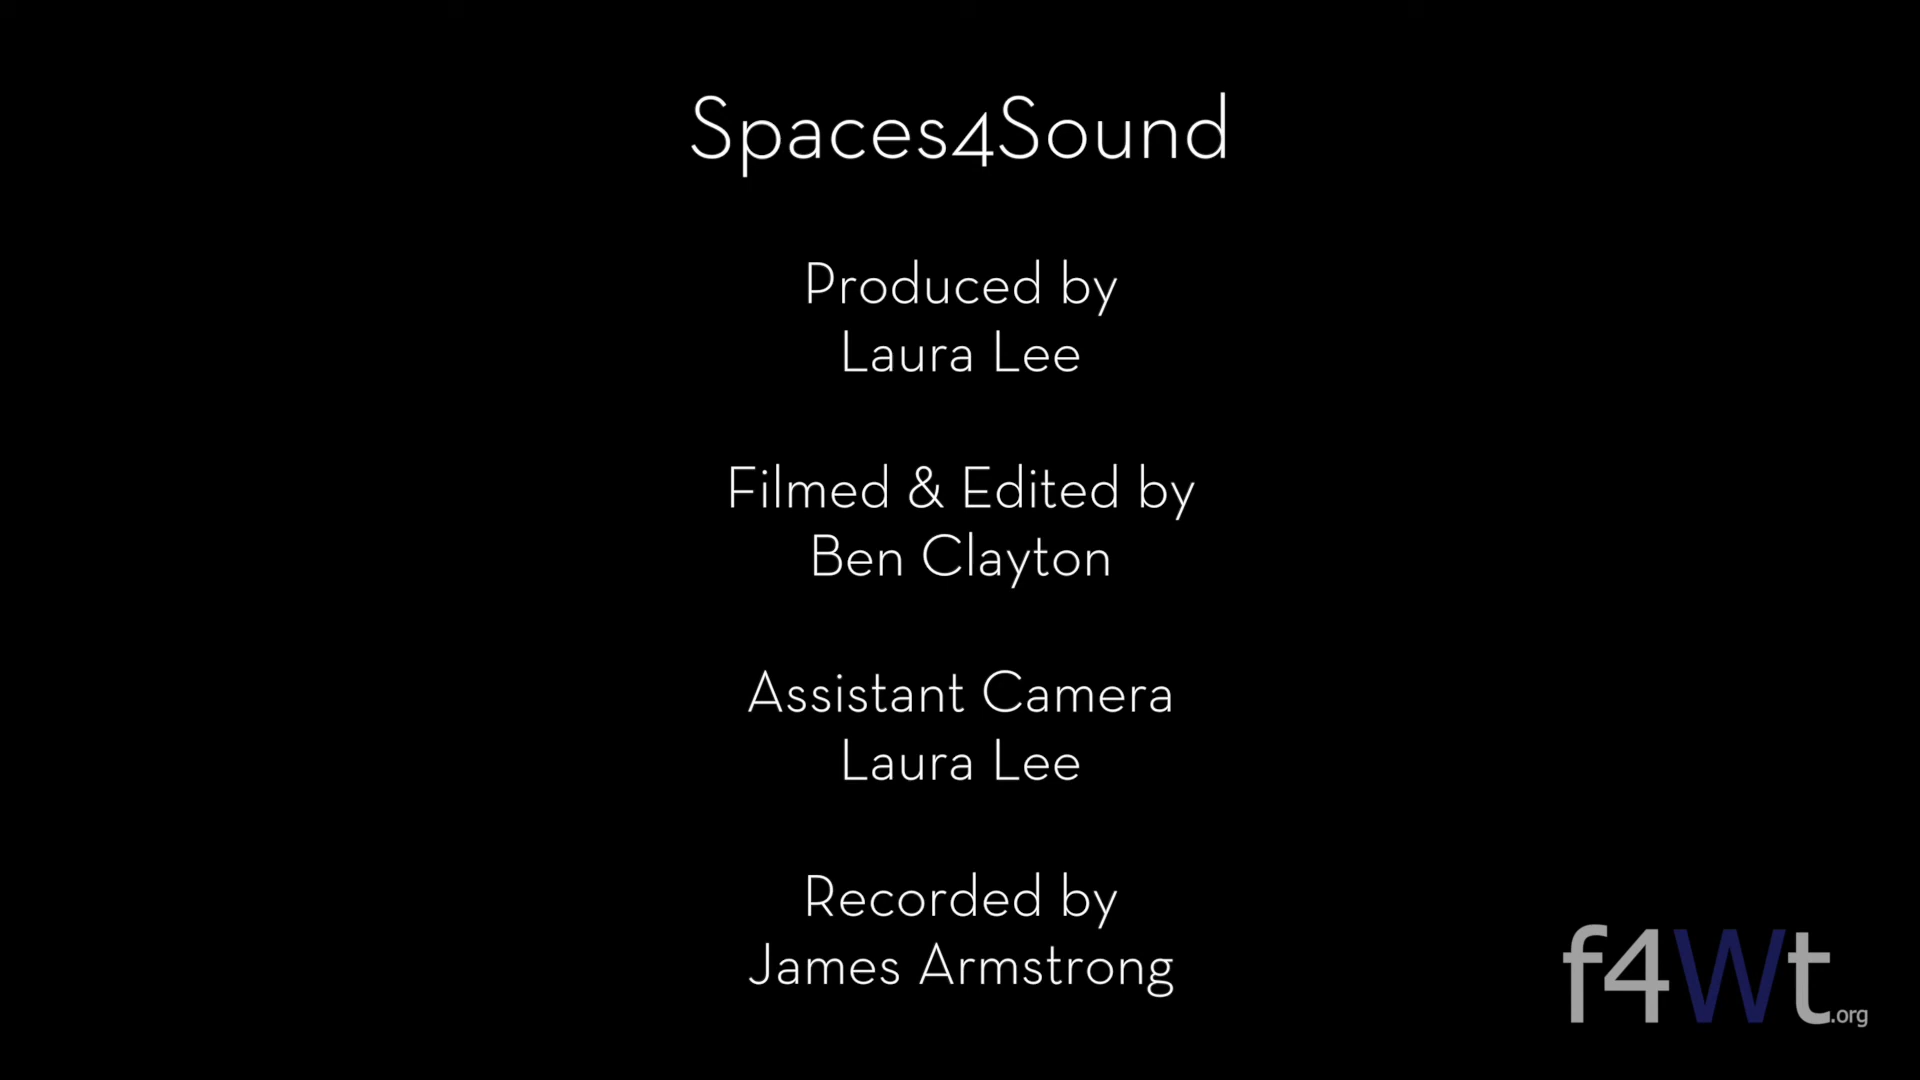 Spaces4Sound
Produced by
Laura Lee
Filmed & Edited by
Ben Clayton
Assistant Camera
Laura Lee
Recorded by
James Armstrong
f4Wt.org